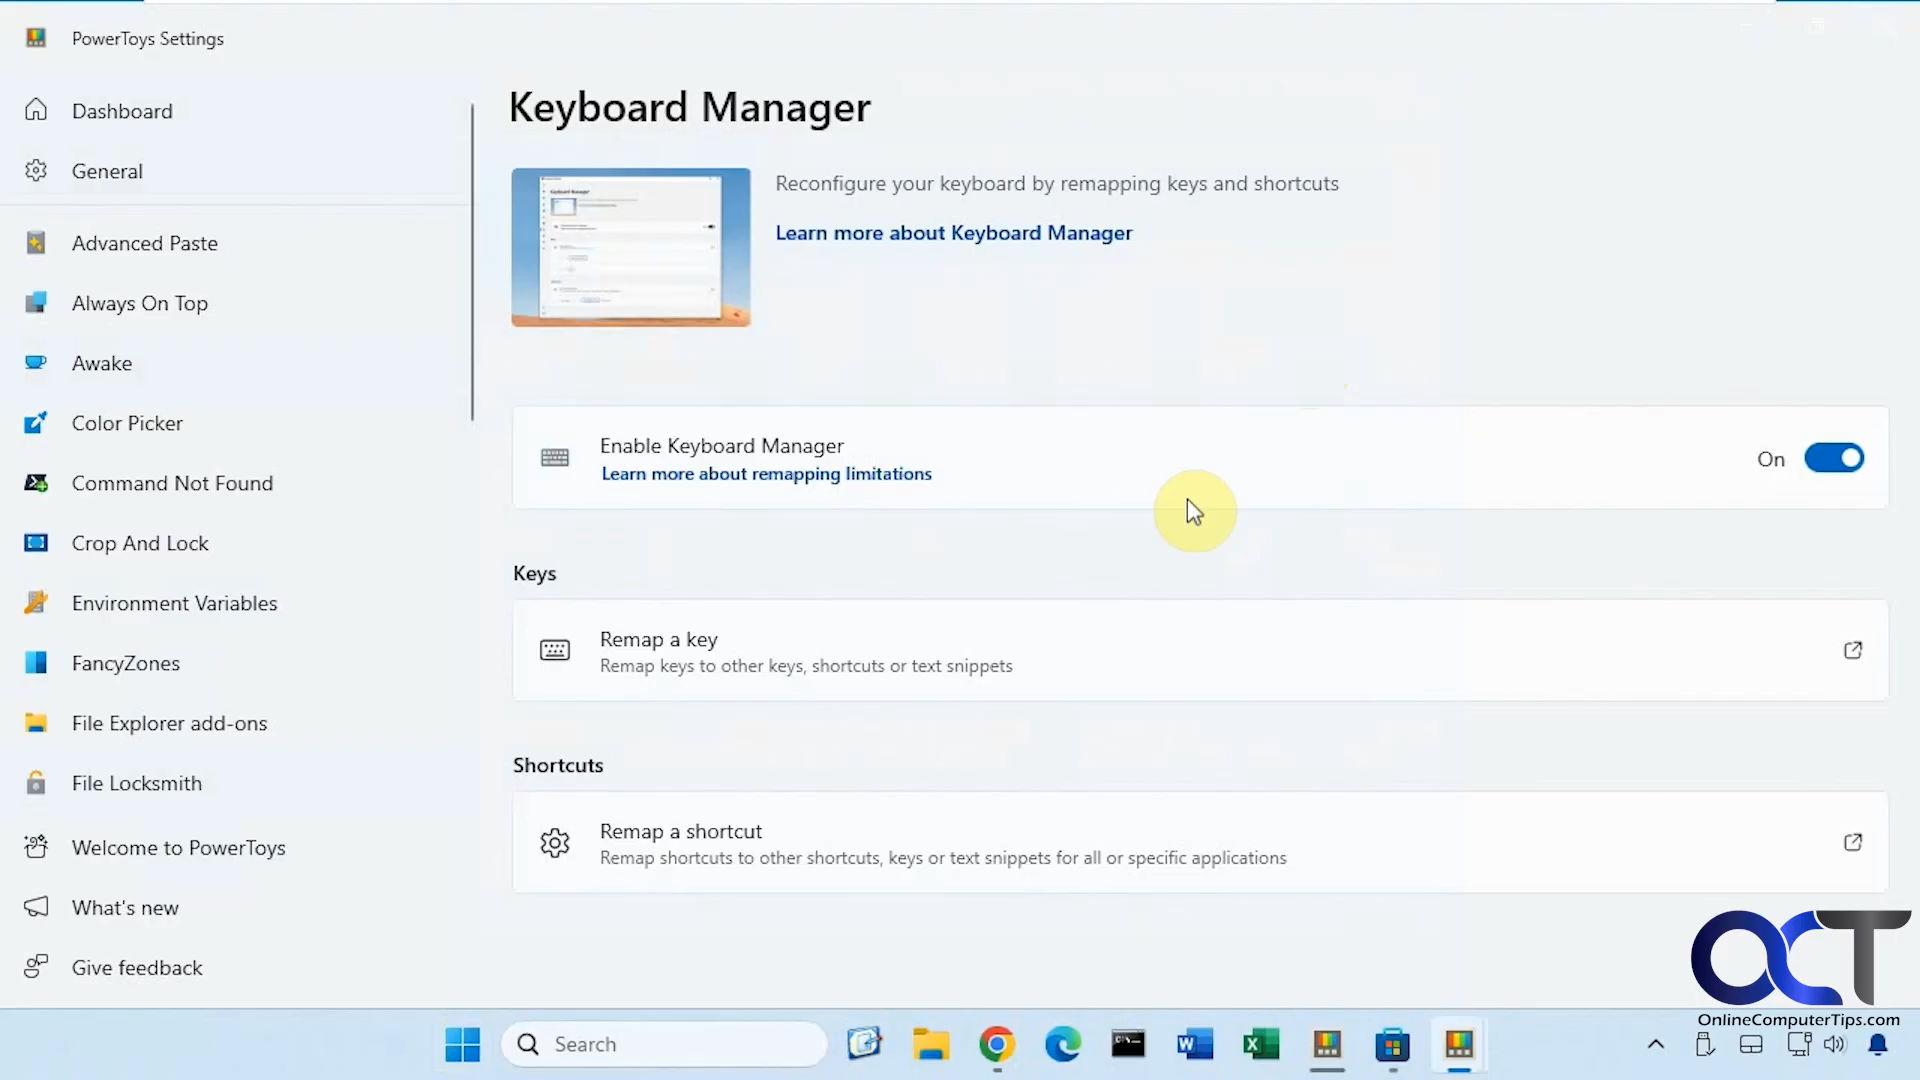 PowerToys Settings
Dashboard
General
Advanced Paste
Always On Top
Awake
Color Picker
Command Not Found
Crop And Lock
Environment Variables
FancyZones
File Explorer add-ons
File Locksmith
Welcome to PowerToys
What's new
Give feedback
Keyboard Manager
Reconfigure your keyboard by remapping keys and shortcuts
Learn more about Keyboard Manager
Enable Keyboard Manager
Learn more about remapping limitations
On
Keys
Remap a key
Remap keys to other keys, shortcuts or text snippets
Shortcuts
Remap a shortcut
Remap shortcuts to other shortcuts, keys or text snippets for all or specific applications
OCT
OnlineComputerTips.com
Search